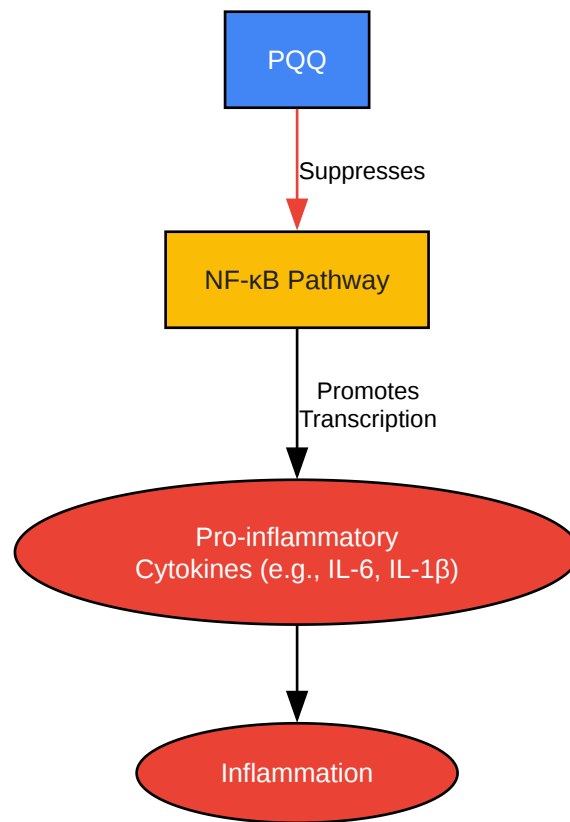 PQQ
Suppresses
NF-κB Pathway
Promotes
Transcription
Pro-inflammatory
Cytokines (e.g., IL-6, IL-1β)
Inflammation